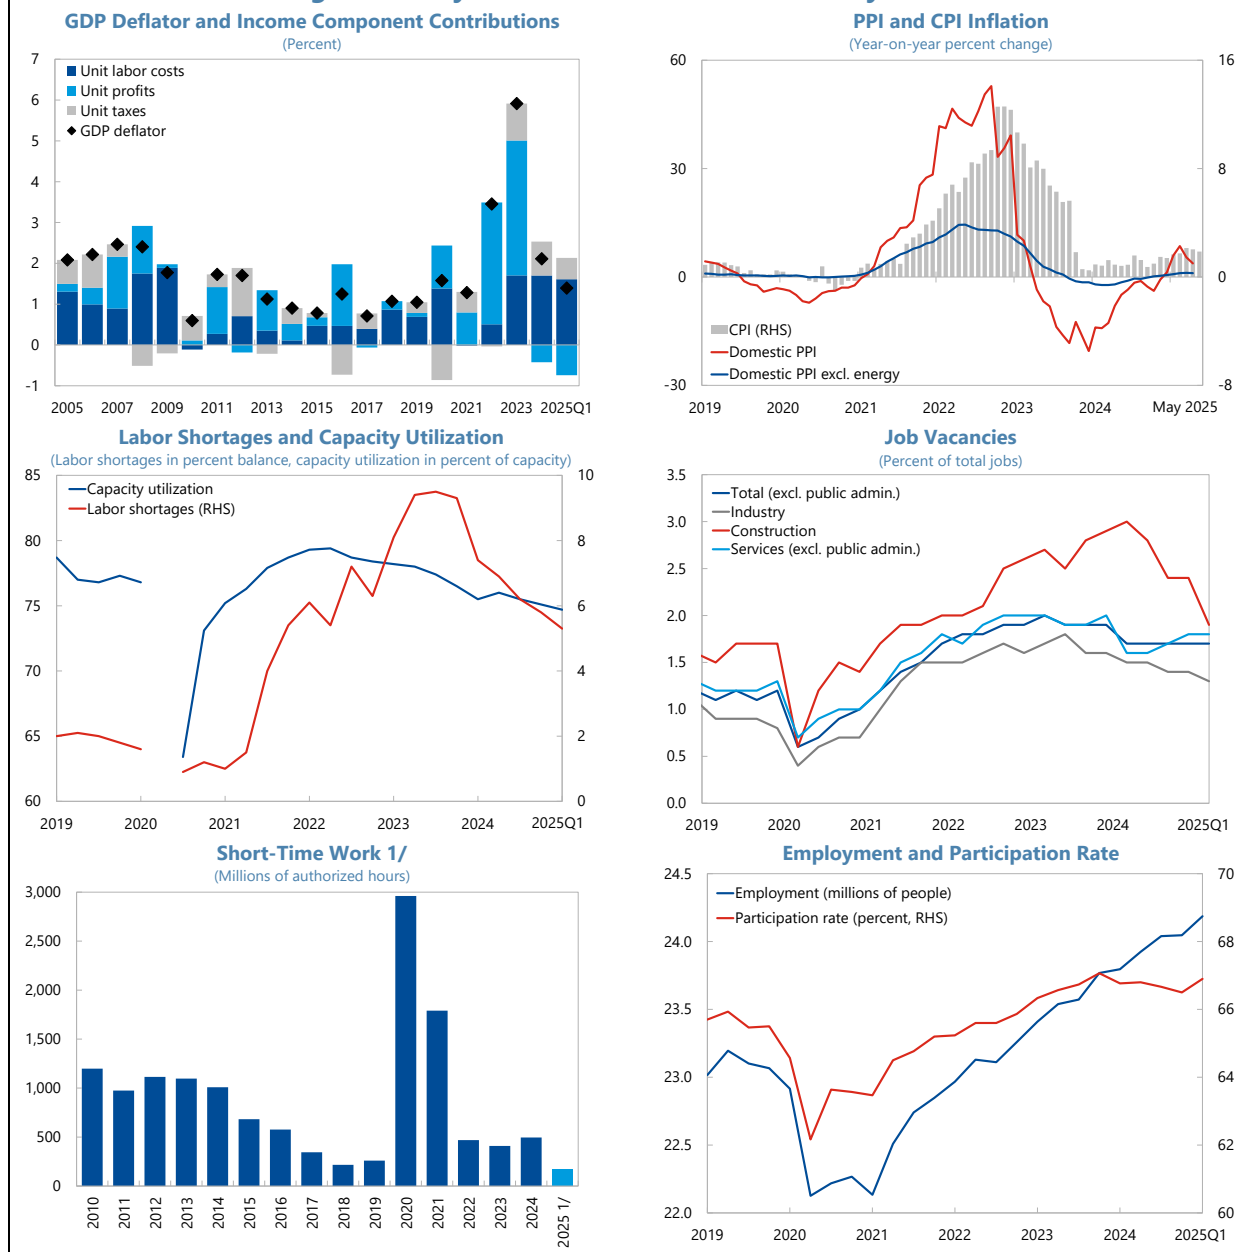 GDP Deflator and Income Component Contributions
(Percent)
7
6
5
4
3
2
1
0
-1
Unit labor costs
Unit profits
Unit taxes
GDP deflator
2005 2007 2009 2011 2013 2015 2017 2019 2021 2023 2025Q1
PPI and CPI Inflation
(Year-on-year percent change)
60
30
0
-30
16
8
0
-8
CPI (RHS)
Domestic PPI
Domestic PPI excl. energy
2019 2020 2021 2022 2023 2024 May 2025
Labor Shortages and Capacity Utilization
(Labor shortages in percent balance, capacity utilization in percent of capacity)
85
80
75
70
65
60
10
8
6
4
2
0
Capacity utilization
Labor shortages (RHS)
2019 2020 2021 2022 2023 2024 2025Q1
Job Vacancies
(Percent of total jobs)
3.5
3.0
2.5
2.0
1.5
1.0
0.5
0.0
Total (excl. public admin.)
Industry
Construction
Services (excl. public admin.)
2019 2020 2021 2022 2023 2024 2025Q1
Short-Time Work 1/
(Millions of authorized hours)
3,000
2,500
2,000
1,500
1,000
500
0
2010 2011 2012 2013 2014 2015 2016 2017 2018 2019 2020 2021 2022 2023 2024 2025 1/
Employment and Participation Rate
24.5
24.0
23.5
23.0
22.5
22.0
70
68
66
64
62
60
Employment (millions of people)
Participation rate (percent, RHS)
2019 2020 2021 2022 2023 2024 2025Q1